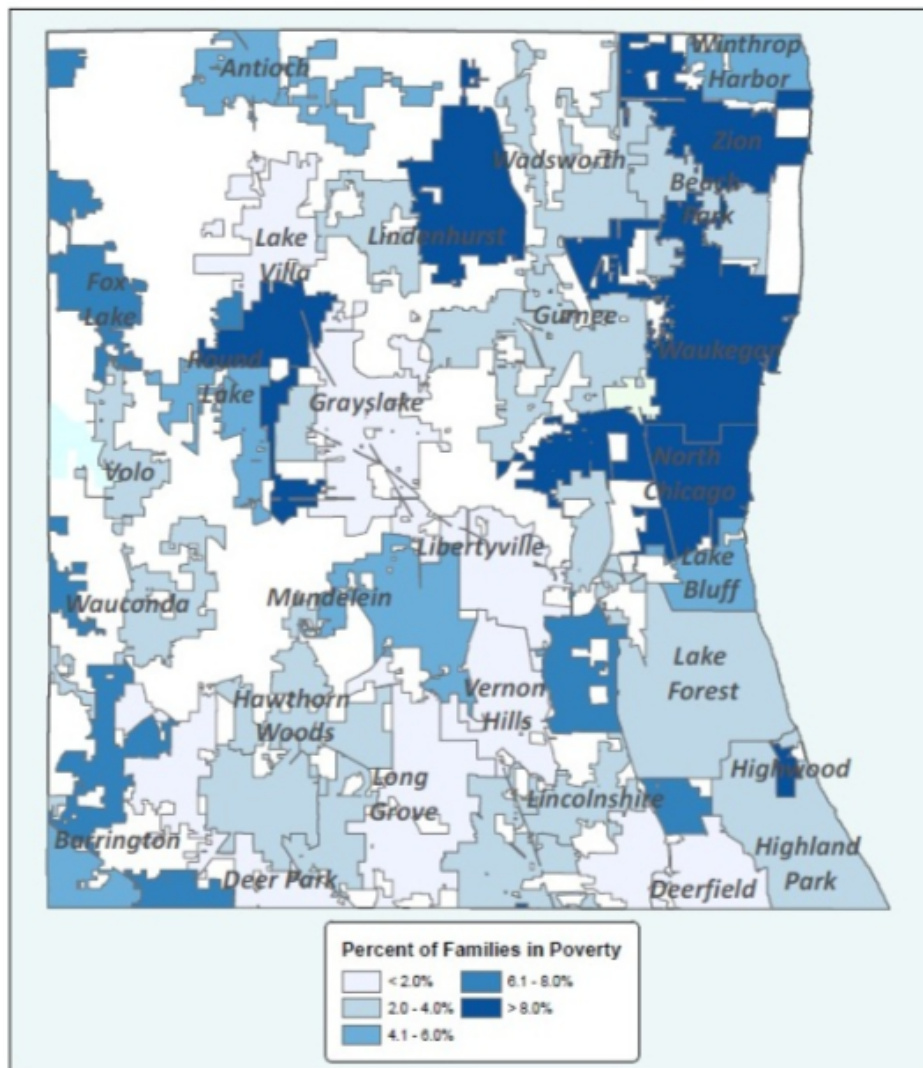 Winthrop
Harbor
Antioch
Zion
Wadsworth
Beach
Park
Lake
Villa
Lindenhurst
Fox
Lake
Gurnee
Waukegan
Round
Lake
Grayslake
Volo
North
Chicago
Libertyville
Lake
Bluff
Wauconda
Mundelein
Lake
Forest
Hawthorn
Woods
Vernon
Hills
Long
Grove
Highwood
Lincolnshire
Barrington
Deer Park
Highland
Park
Deerfield
Percent of Families in Poverty
< 2.0%
6.1 - 8.0%
2.0 - 4.0%
> 8.0%
4.1 - 6.0%